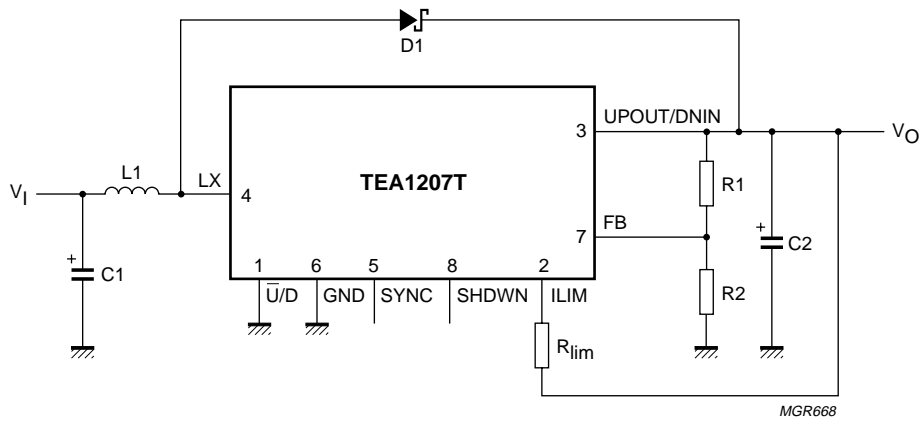 D1
UPOUT/DNIN
3
VO
L1
LX
VI
4
TEA1207T
R1
FB
7
C2
C1
1 6 5 8 2
U̅/D GND SYNC SHDWN ILIM
R2
Rlim
MGR668
+
+